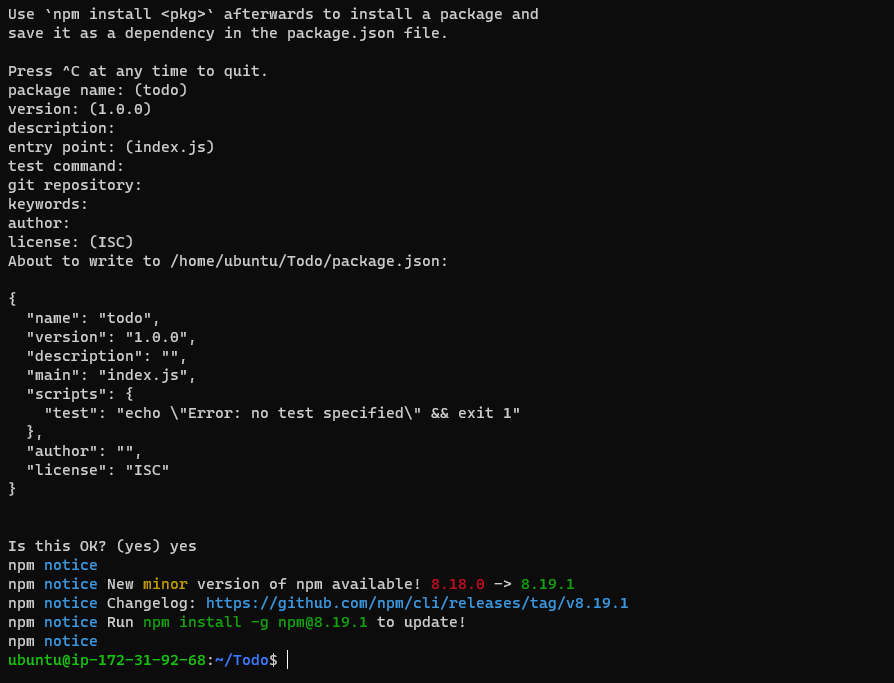 Use `npm install <pkg>` afterwards to install a package and
save it as a dependency in the package.json file.

Press ^C at any time to quit.
package name: (todo)
version: (1.0.0)
description:
entry point: (index.js)
test command:
git repository:
keywords:
author:
license: (ISC)
About to write to /home/ubuntu/Todo/package.json:

{
  "name": "todo",
  "version": "1.0.0",
  "description": "",
  "main": "index.js",
  "scripts": {
    "test": "echo \"Error: no test specified\" && exit 1"
  },
  "author": "",
  "license": "ISC"
}


Is this OK? (yes) yes
npm notice
npm notice New minor version of npm available! 8.18.0 -> 8.19.1
npm notice Changelog: https://github.com/npm/cli/releases/tag/v8.19.1
npm notice Run npm install -g npm@8.19.1 to update!
npm notice
ubuntu@ip-172-31-92-68:~/Todo$